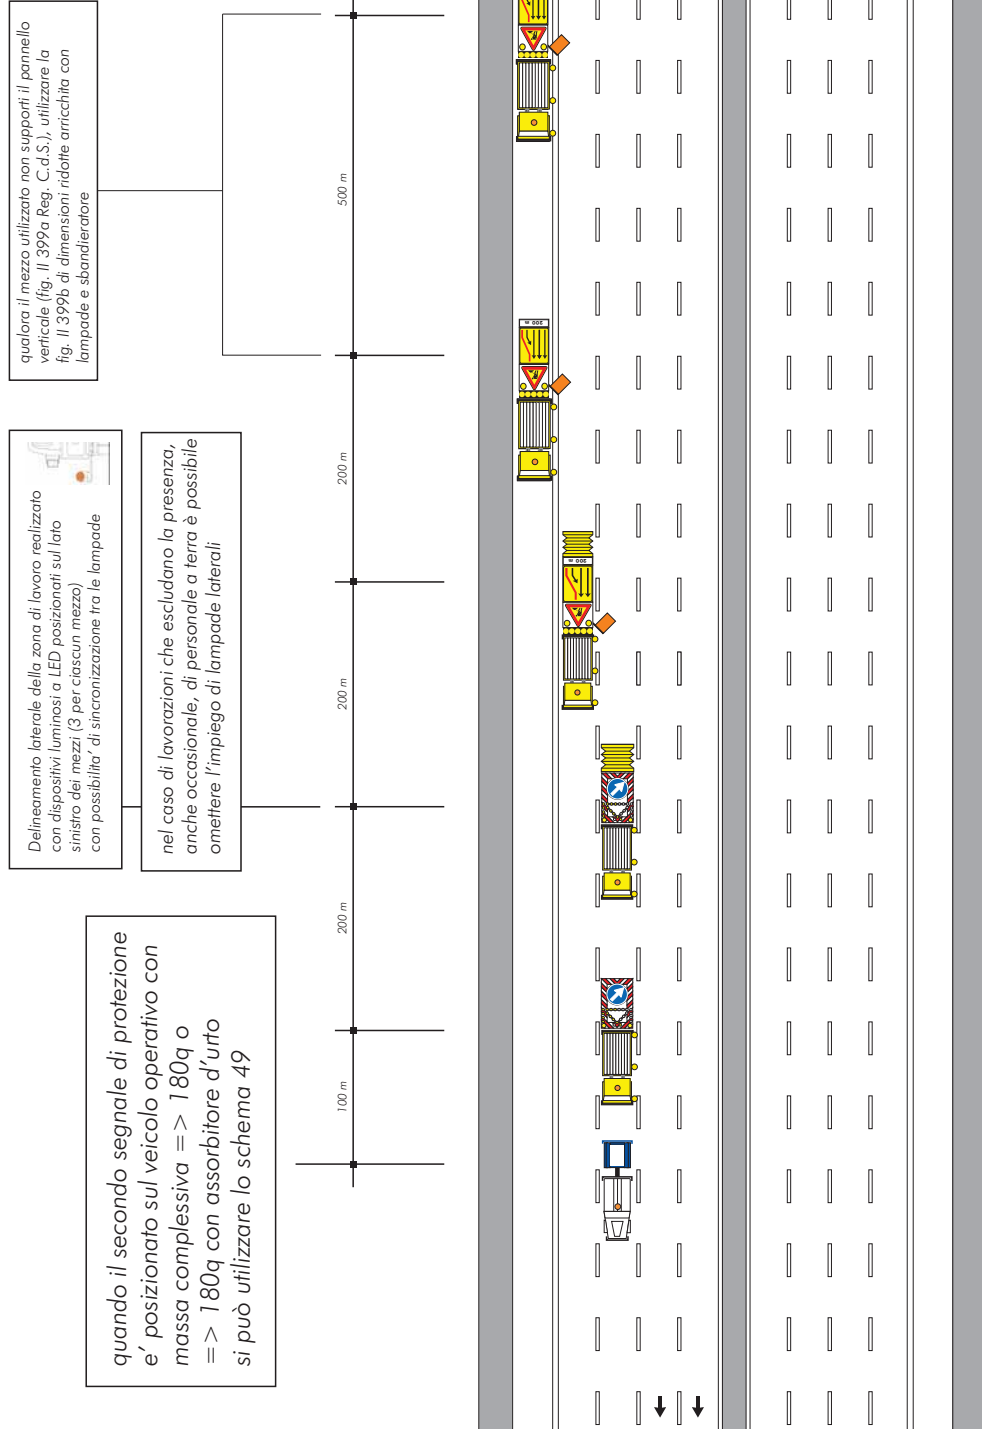 qualora il mezzo utilizzato non supporti il pannello
verticale (fig. II 399a Reg. C.d.S.), utilizzare la
fig. II 399b di dimensioni ridotte arricchita con
lampade e sbandieratore
Delineamento laterale della zona di lavoro realizzato
con dispositivi luminosi a LED posizionati sul lato
sinistro dei mezzi (3 per ciascun mezzo)
con possibilita' di sincronizzazione tra le lampade
nel caso di lavorazioni che escludano la presenza,
anche occasionale, di personale a terra è possibile
omettere l'impiego di lampade laterali
quando il secondo segnale di protezione
e' posizionato sul veicolo operativo con
massa complessiva => 180q o
=> 180q con assorbitore d'urto
si può utilizzare lo schema 49
500 m
200 m
200 m
200 m
100 m
300 m
300 m